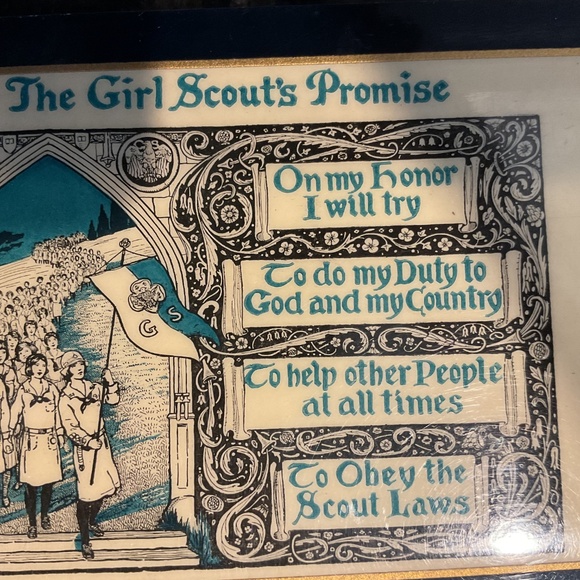 The Girl Scout's Promise
On my Honor
I will try
To do my Duty to
God and my Country
To help other People
at all times
To Obey the
Scout Laws
G S